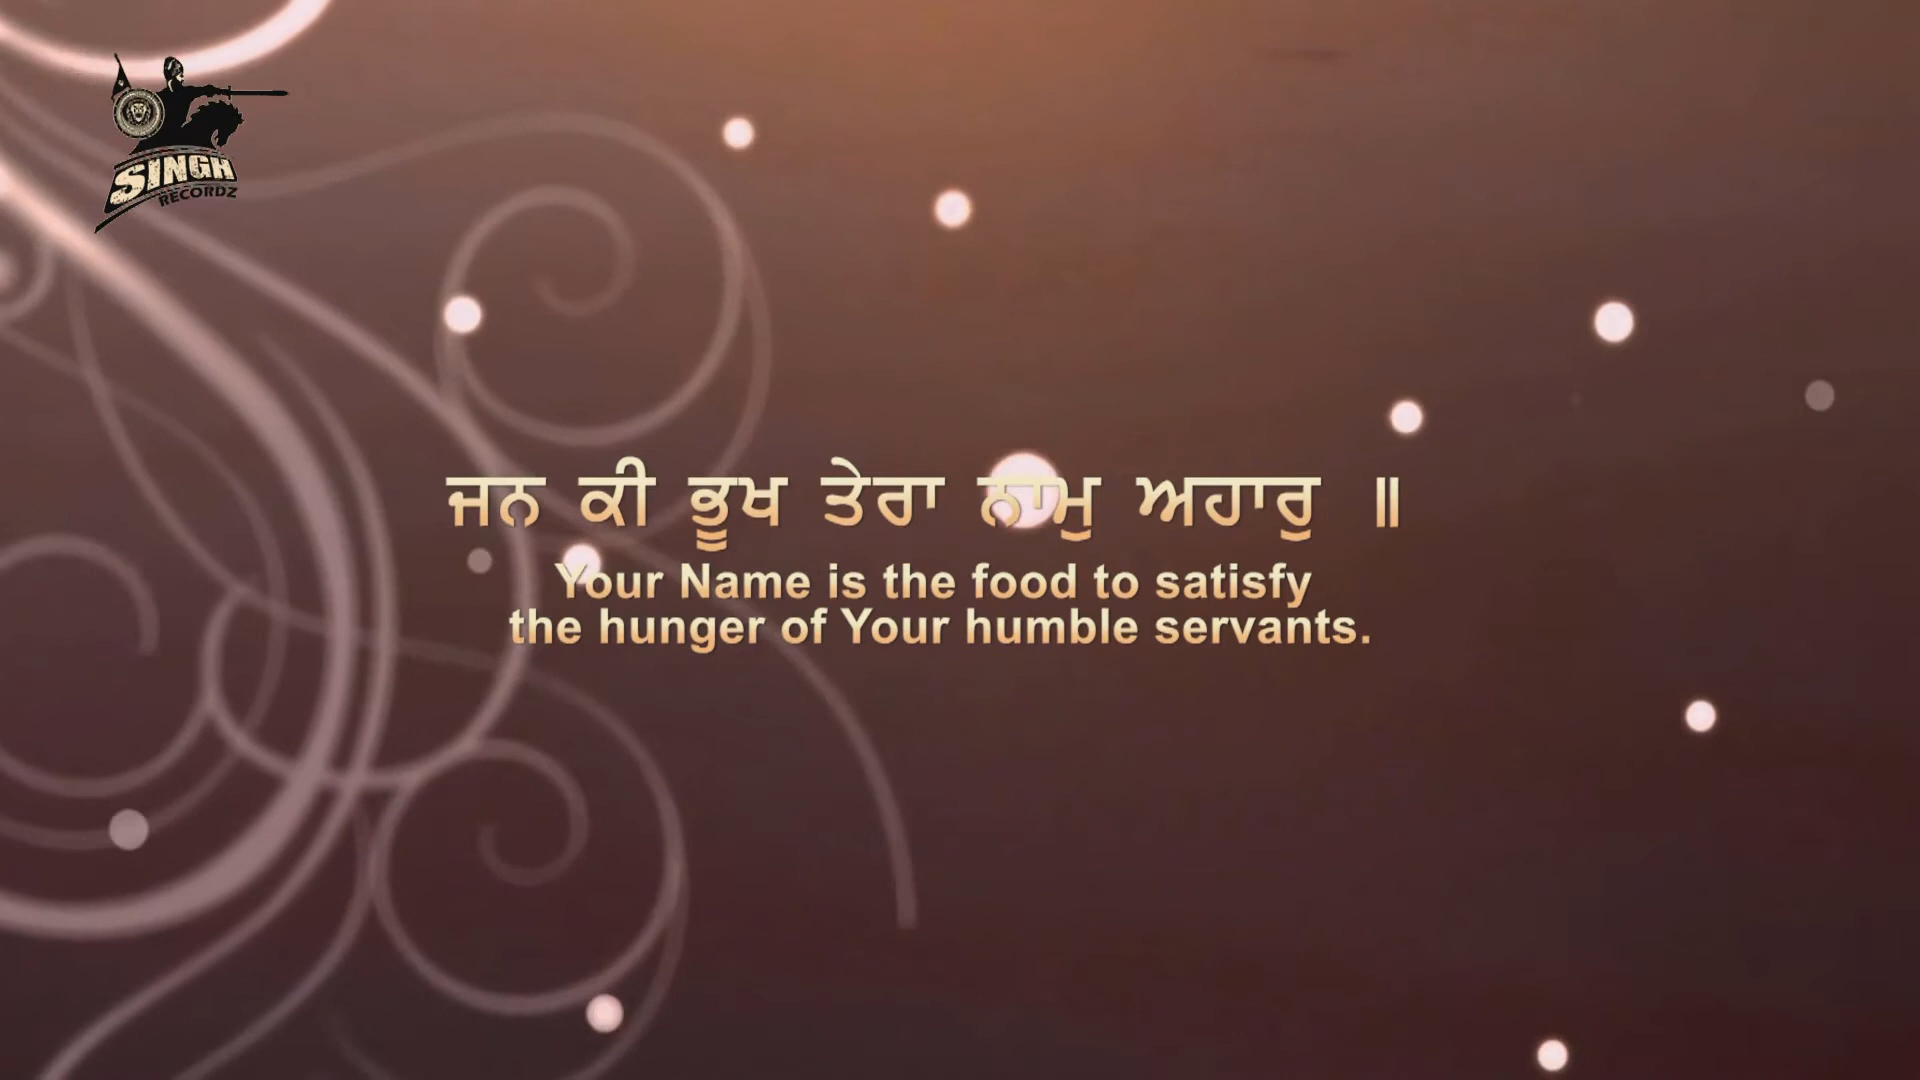 SINGH
RECORDZ
ਜਨ ਕੀ ਭੂਖ ਤੇਰਾ ਨਾਮੁ ਅਹਾਰੁ ॥
Your Name is the food to satisfy
the hunger of Your humble servants.